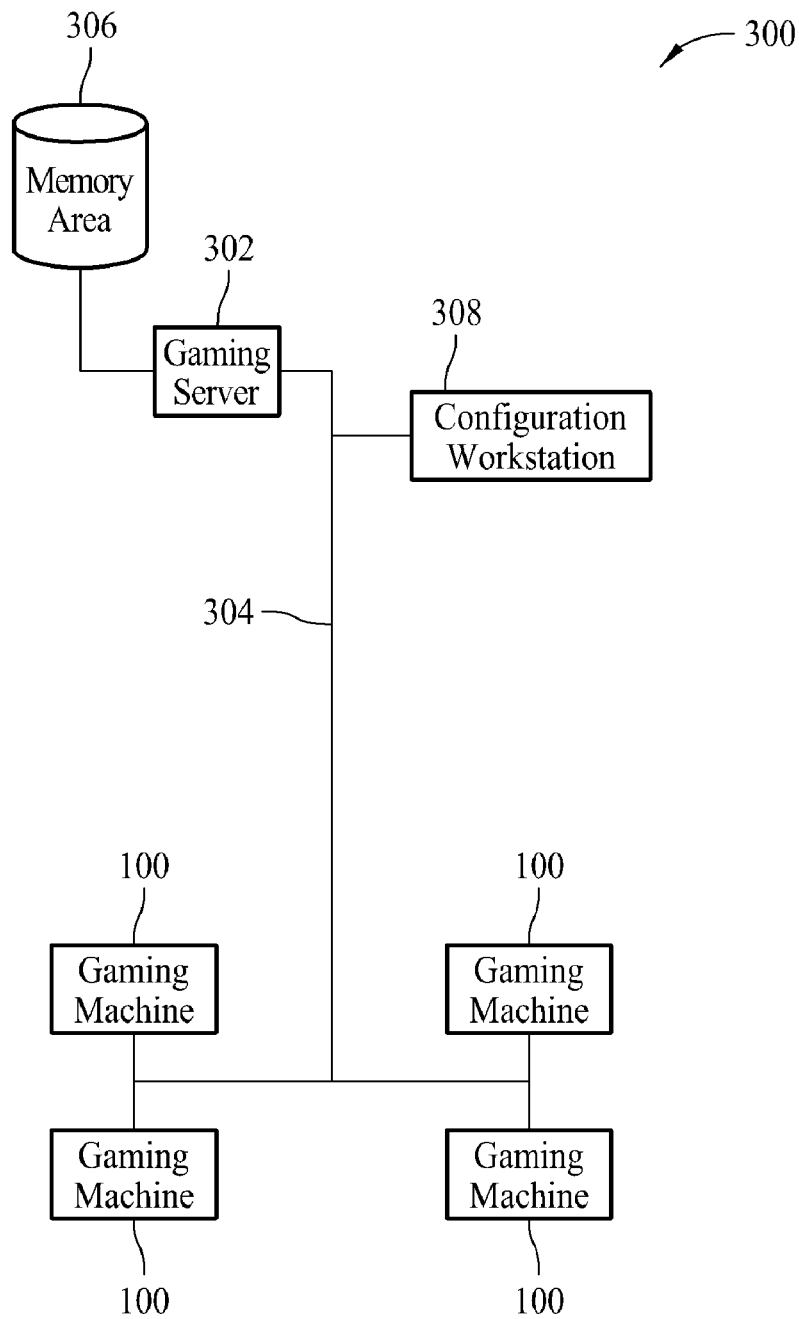 306
300
Memory
Area
302
Gaming
Server
308
Configuration
Workstation
304
100
100
Gaming
Machine
Gaming
Machine
Gaming
Machine
Gaming
Machine
100
100